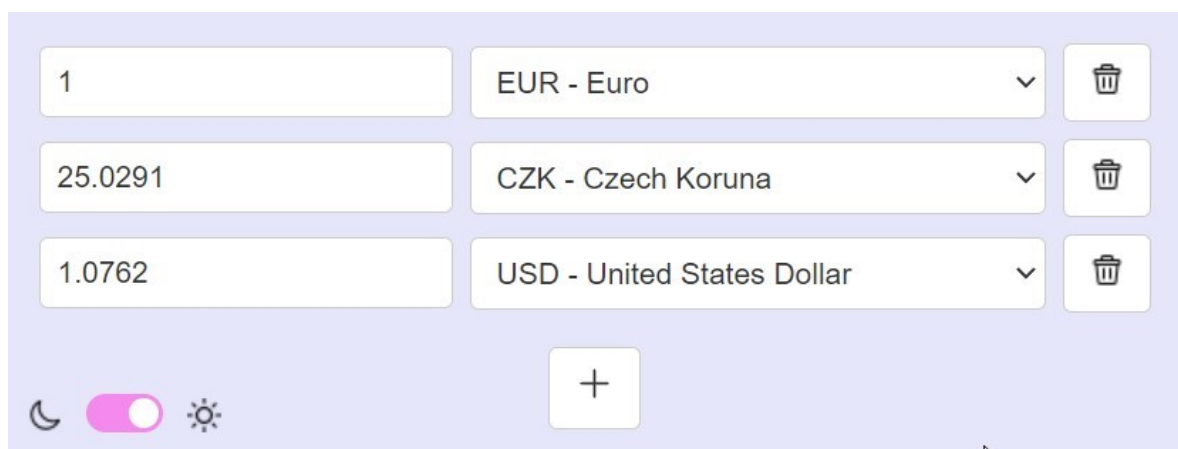 1 EUR - Euro
25.0291 CZK - Czech Koruna
1.0762 USD - United States Dollar
+